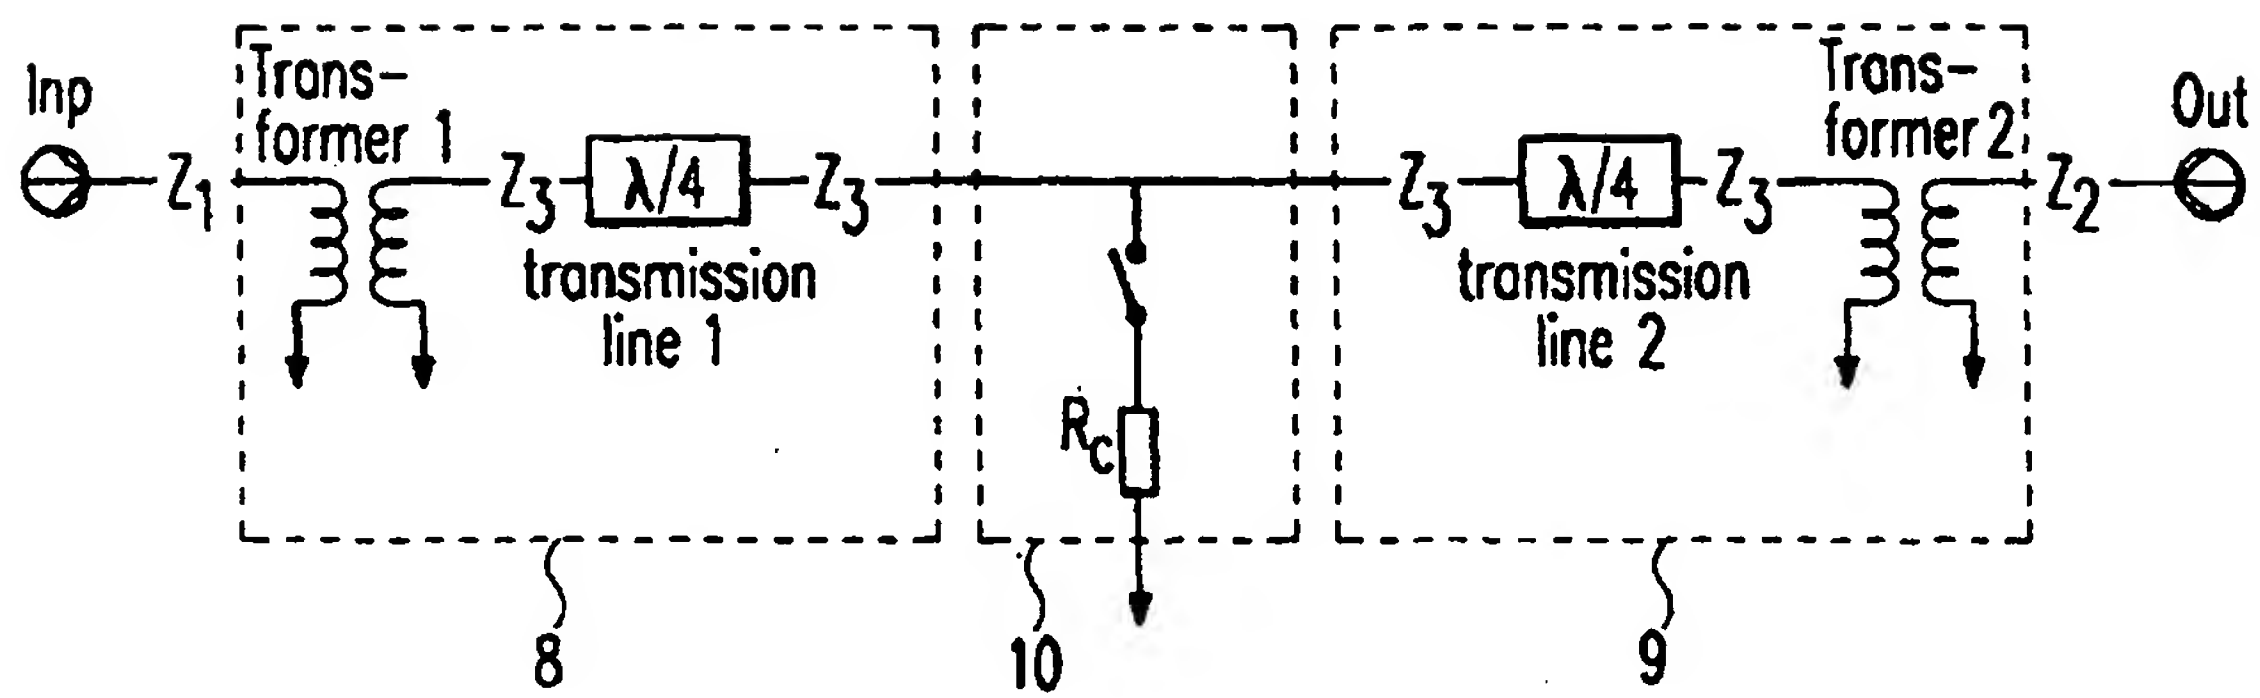 Inp
Z1
Trans-
former 1
Z3
λ/4
transmission
line 1
Z3
RC
Z3
λ/4
transmission
line 2
Z3
Trans-
former 2
Z2
Out
8
10
9